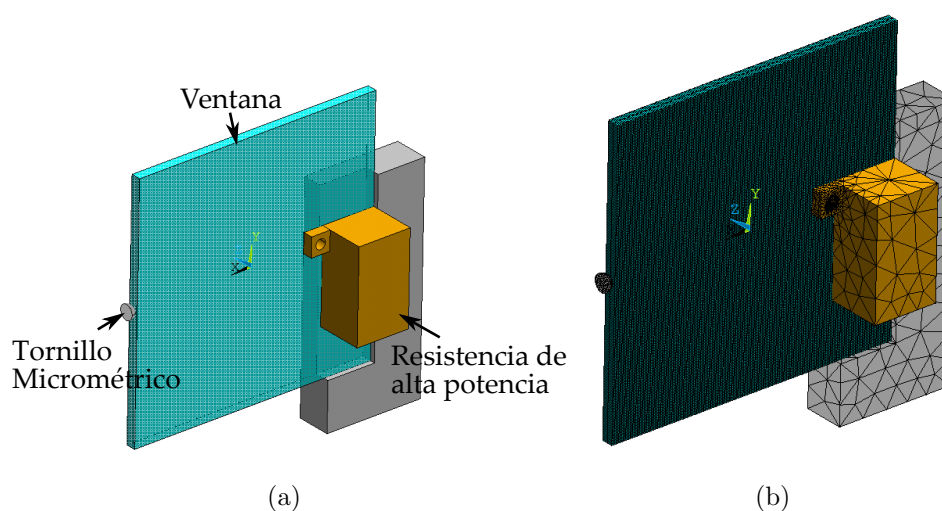 Ventana
Y
X
Z
Y
Tornillo
Micrométrico
Resistencia de
alta potencia
(a)
(b)